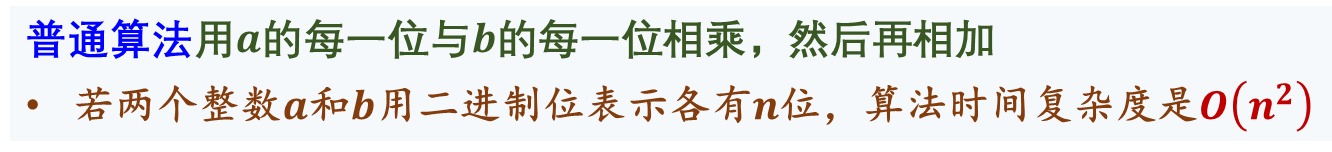 普通算法用a的每一位与b的每一位相乘，然后再相加
• 若两个整数a和b用二进制位表示各有n位，算法时间复杂度是O(n²)